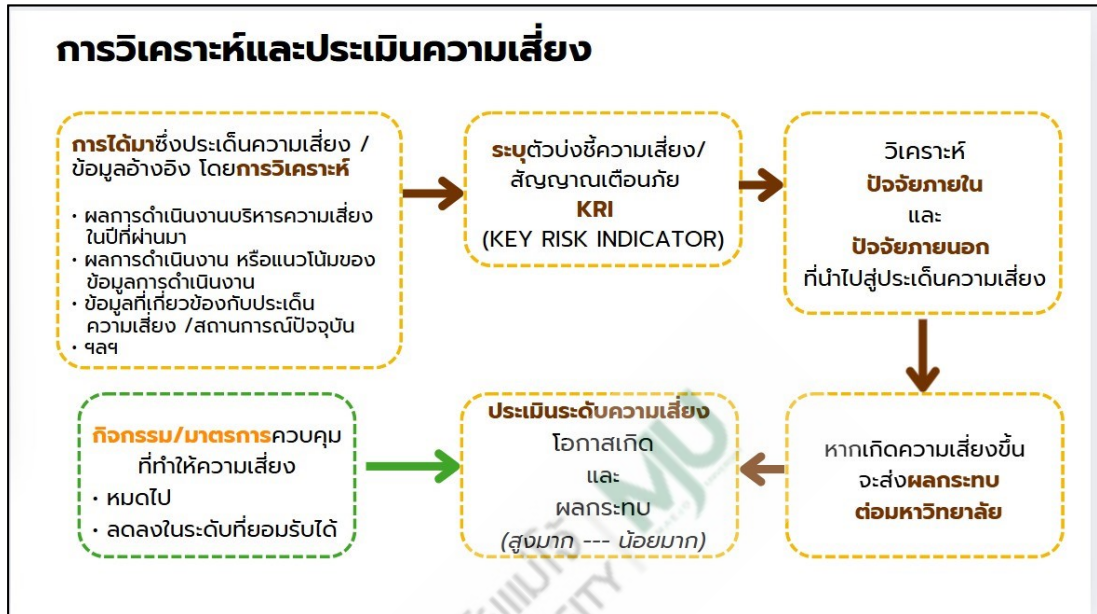 การวิเคราะห์และประเมินความเสี่ยง
การได้มาซึ่งประเด็นความเสี่ยง /
ข้อมูลอ้างอิง โดยการวิเคราะห์
• ผลการดำเนินงานบริหารความเสี่ยง
ในปีที่ผ่านมา
• ผลการดำเนินงาน หรือแนวโน้มของ
ข้อมูลการดำเนินงาน
• ข้อมูลที่เกี่ยวข้องกับประเด็น
ความเสี่ยง /สถานการณ์ปัจจุบัน
• ฯลฯ
ระบุตัวบ่งชี้ความเสี่ยง/
สัญญาณเตือนภัย
KRI
(KEY RISK INDICATOR)
วิเคราะห์
ปัจจัยภายใน
และ
ปัจจัยภายนอก
ที่นำไปสู่ประเด็นความเสี่ยง
หากเกิดความเสี่ยงขึ้น
จะส่งผลกระทบ
ต่อมหาวิทยาลัย
ประเมินระดับความเสี่ยง
โอกาสเกิด
และ
ผลกระทบ
(สูงมาก --- น้อยมาก)
กิจกรรม/มาตรการควบคุม
ที่ทำให้ความเสี่ยง
• หมดไป
• ลดลงในระดับที่ยอมรับได้
MJU